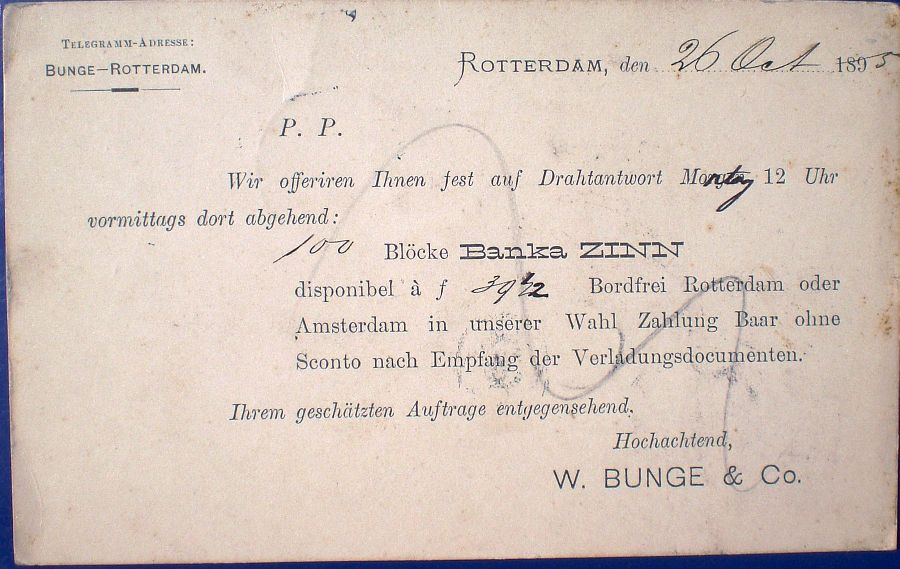 TELEGRAMM-ADRESSE:
BUNGE-ROTTERDAM.
ROTTERDAM, den 26 Oct 1895
P. P.
Wir offeriren Ihnen fest auf Drahtantwort Montag 12 Uhr
vormittags dort abgehend:
100 Blöcke Banka ZINN
disponibel à f 39 1/2 Bordfrei Rotterdam oder
Amsterdam in unserer Wahl Zahlung Baar ohne
Sconto nach Empfang der Verladungsdocumenten.
Ihrem geschätzten Auftrage entgegensehend.
Hochachtend,
W. BUNGE & Co.